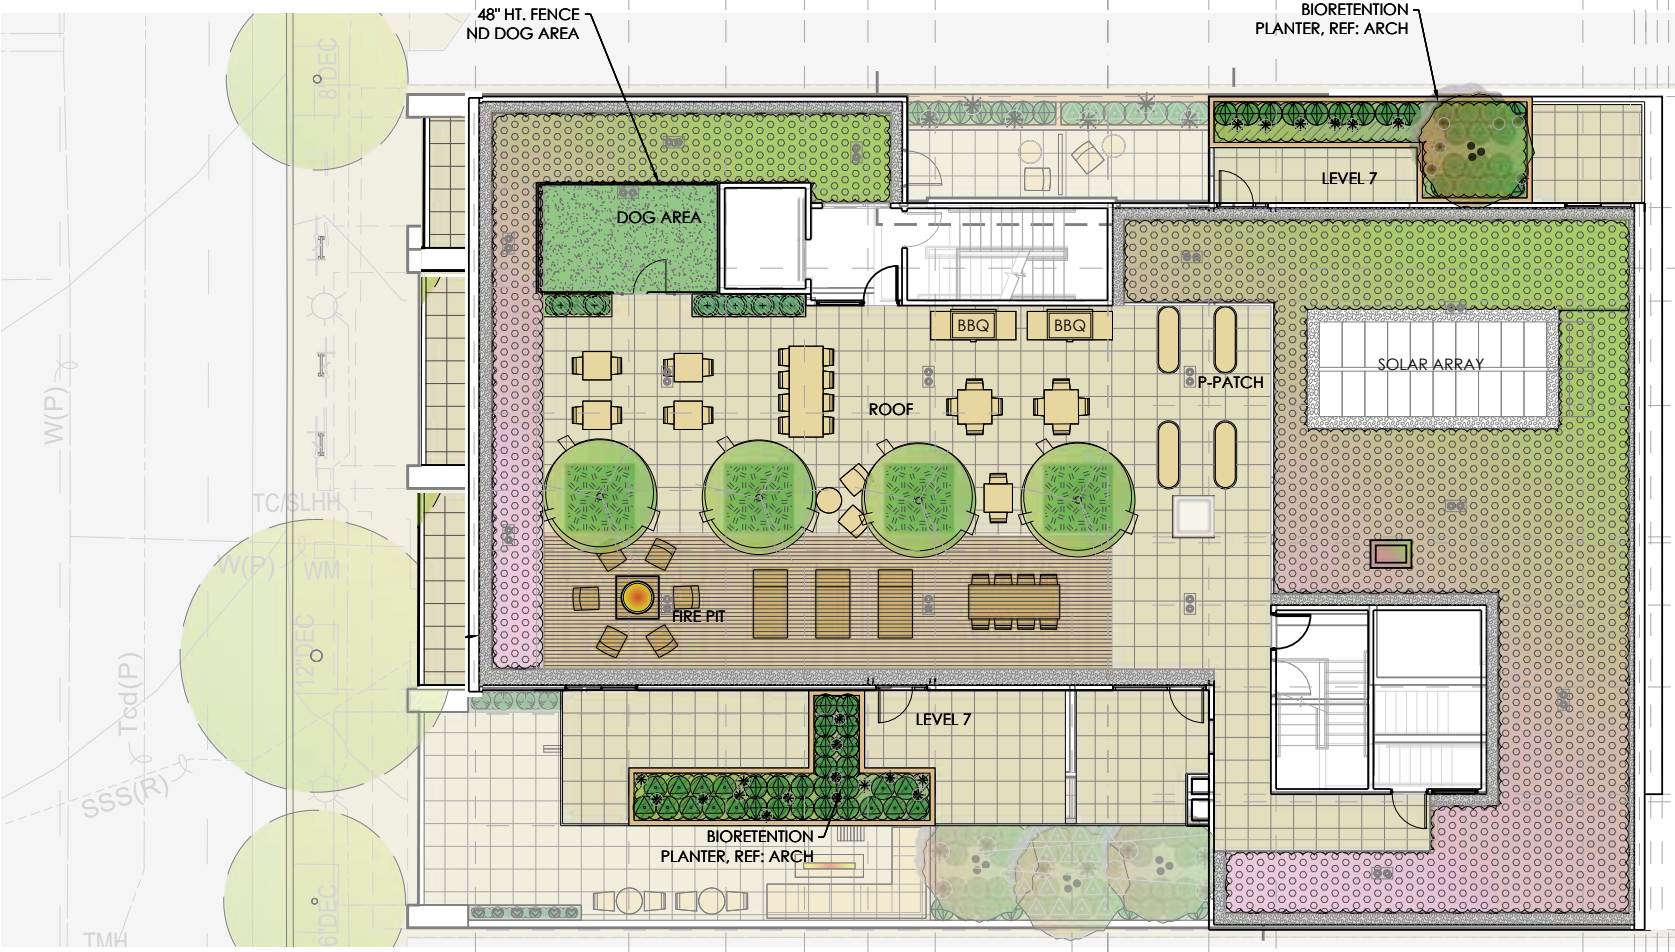 48" HT. FENCE
ND DOG AREA
BIORETENTION
PLANTER, REF: ARCH
8"DEC
LEVEL 7
DOG AREA
BBQ
BBQ
SOLAR ARRAY
P-PATCH
ROOF
W(P)
TC/SLHH
W(P)
WM
FIRE PIT
12"DEC
Tcd(P)
LEVEL 7
SSS(R)
BIORETENTION
PLANTER, REF: ARCH
6"DEC
TMH